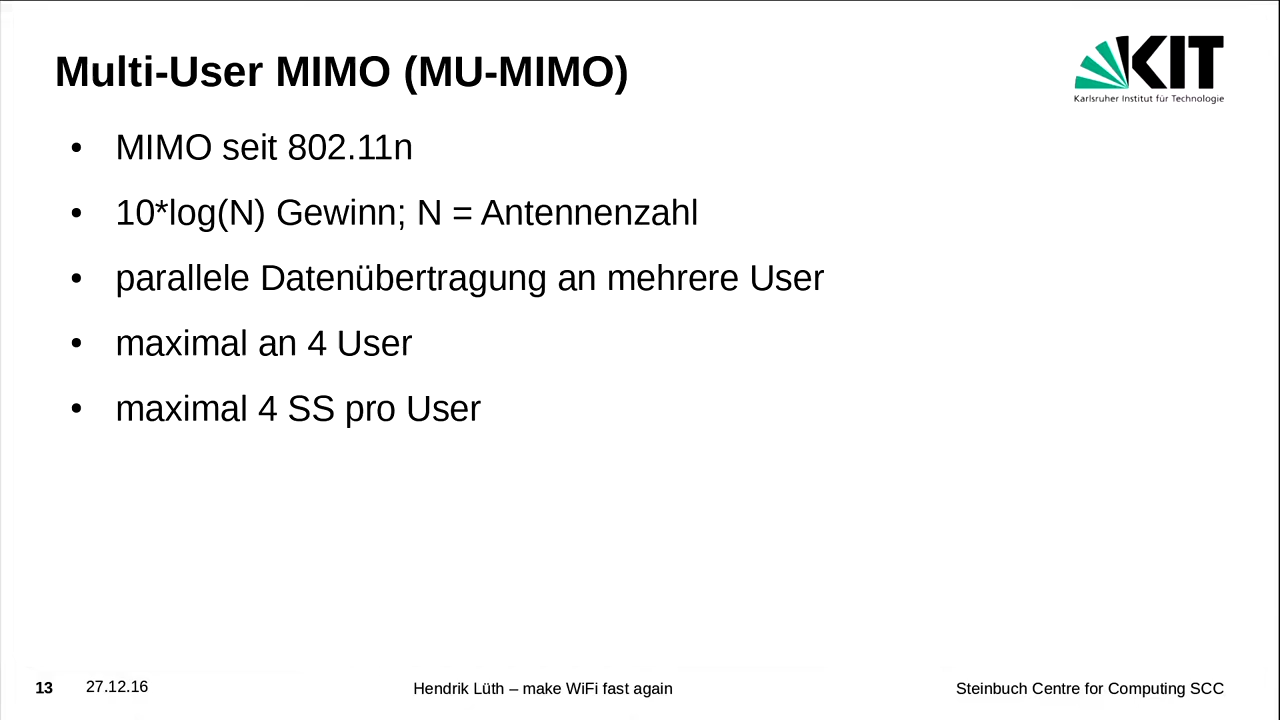 Multi-User MIMO (MU-MIMO)
KIT
Karlsruher Institut für Technologie
• MIMO seit 802.11n
• 10*log(N) Gewinn; N = Antennenzahl
• parallele Datenübertragung an mehrere User
• maximal an 4 User
• maximal 4 SS pro User
13 27.12.16 Hendrik Lüth – make WiFi fast again Steinbuch Centre for Computing SCC